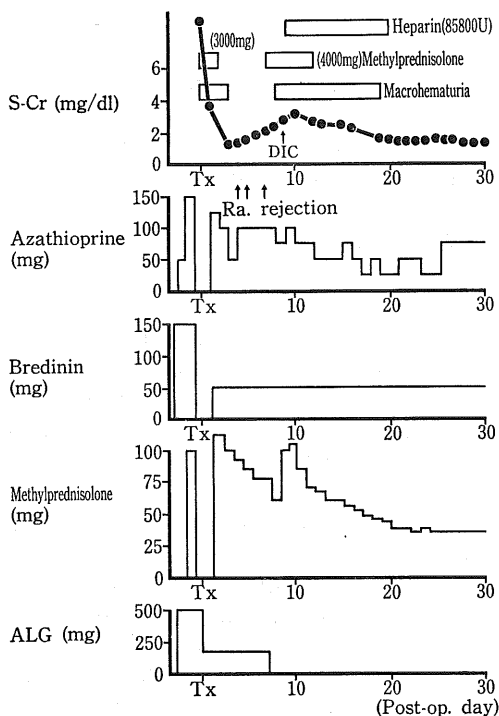 Heparin(85800U)
(3000mg)
(4000mg)Methylprednisolone
Macrohematuria
S-Cr (mg/dl)
6
4
2
0
DIC
Tx
10
20
30
Ra. rejection
Azathioprine
(mg)
150
100
50
0
Tx
10
20
30
Bredinin
(mg)
150
100
50
0
Tx
10
20
30
Methylprednisolone
(mg)
100
75
50
25
0
Tx
10
20
30
ALG (mg)
500
250
0
Tx
10
20
30
(Post-op. day)